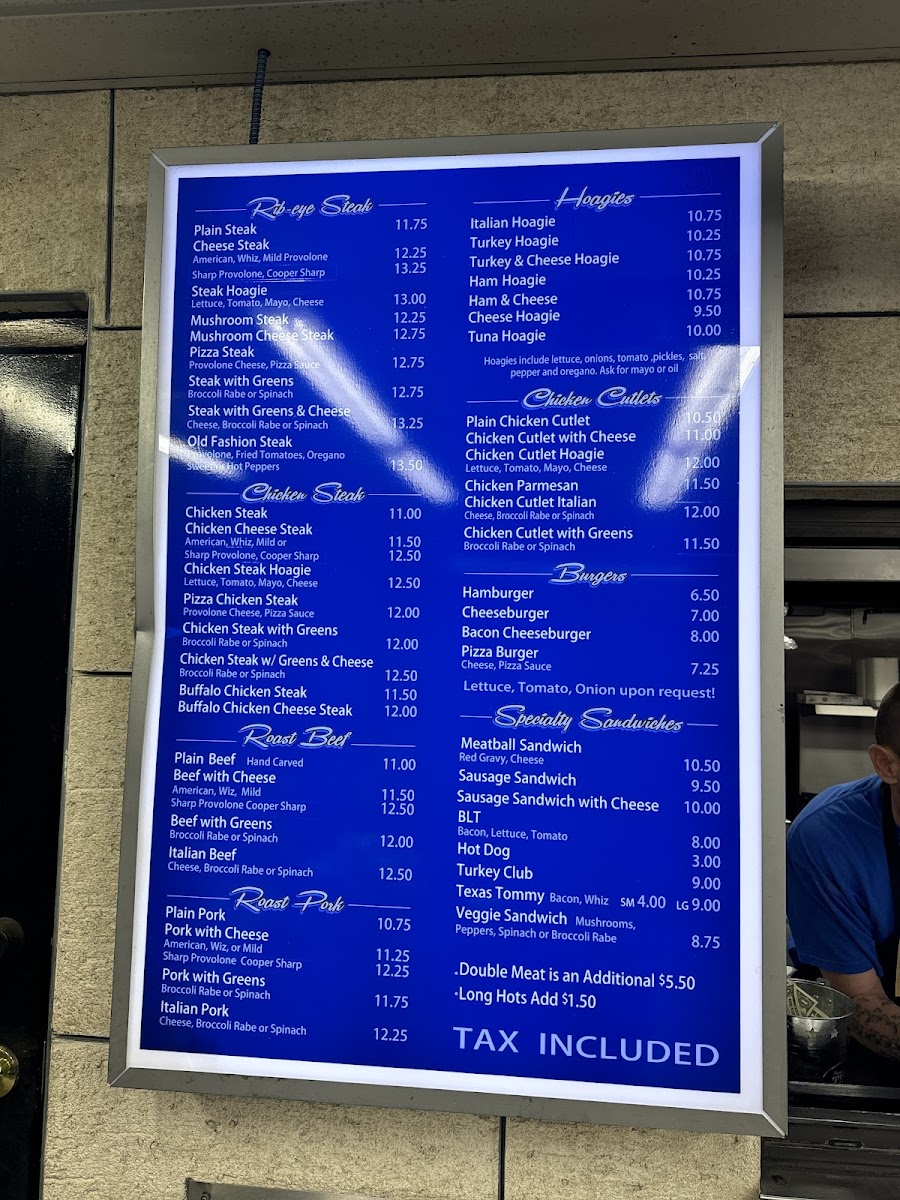 Rib-eye Steak
Plain Steak 11.75
Cheese Steak
American, Whiz, Mild Provolone 12.25
Sharp Provolone, Cooper Sharp 13.25
Steak Hoagie
Lettuce, Tomato, Mayo, Cheese 13.00
Mushroom Steak 12.25
Mushroom Cheese Steak 12.75
Pizza Steak
Provolone Cheese, Pizza Sauce 12.75
Steak with Greens
Broccoli Rabe or Spinach 12.75
Steak with Greens & Cheese
Cheese, Broccoli Rabe or Spinach 13.25
Old Fashion Steak
Provolone, Fried Tomatoes, Oregano
Sweet or Hot Peppers 13.50
Chicken Steak
Chicken Steak 11.00
Chicken Cheese Steak
American, Whiz, Mild or 11.50
Sharp Provolone, Cooper Sharp 12.50
Chicken Steak Hoagie
Lettuce, Tomato, Mayo, Cheese 12.50
Pizza Chicken Steak
Provolone Cheese, Pizza Sauce 12.00
Chicken Steak with Greens
Broccoli Rabe or Spinach 12.00
Chicken Steak w/ Greens & Cheese
Broccoli Rabe or Spinach 12.50
Buffalo Chicken Steak 11.50
Buffalo Chicken Cheese Steak 12.00
Roast Beef
Plain Beef Hand Carved 11.00
Beef with Cheese
American, Wiz, Mild 11.50
Sharp Provolone Cooper Sharp 12.50
Beef with Greens
Broccoli Rabe or Spinach 12.00
Italian Beef
Cheese, Broccoli Rabe or Spinach 12.50
Roast Pork
Plain Pork 10.75
Pork with Cheese
American, Wiz, or Mild 11.25
Sharp Provolone Cooper Sharp 12.25
Pork with Greens
Broccoli Rabe or Spinach 11.75
Italian Pork
Cheese, Broccoli Rabe or Spinach 12.25
Hoagies
Italian Hoagie 10.75
Turkey Hoagie 10.25
Turkey & Cheese Hoagie 10.75
Ham Hoagie 10.25
Ham & Cheese 10.75
Cheese Hoagie 9.50
Tuna Hoagie 10.00
Hoagies include lettuce, onions, tomato ,pickles, salt,
pepper and oregano. Ask for mayo or oil
Chicken Cutlets
Plain Chicken Cutlet 10.50
Chicken Cutlet with Cheese 11.00
Chicken Cutlet Hoagie
Lettuce, Tomato, Mayo, Cheese 12.00
Chicken Parmesan 11.50
Chicken Cutlet Italian
Cheese, Broccoli Rabe or Spinach 12.00
Chicken Cutlet with Greens
Broccoli Rabe or Spinach 11.50
Burgers
Hamburger 6.50
Cheeseburger 7.00
Bacon Cheeseburger 8.00
Pizza Burger
Cheese, Pizza Sauce 7.25
Lettuce, Tomato, Onion upon request!
Specialty Sandwiches
Meatball Sandwich
Red Gravy, Cheese 10.50
Sausage Sandwich 9.50
Sausage Sandwich with Cheese 10.00
BLT
Bacon, Lettuce, Tomato 8.00
Hot Dog 3.00
Turkey Club 9.00
Texas Tommy Bacon, Whiz SM 4.00 LG 9.00
Veggie Sandwich Mushrooms,
Peppers, Spinach or Broccoli Rabe 8.75
•Double Meat is an Additional $5.50
•Long Hots Add $1.50
TAX INCLUDED